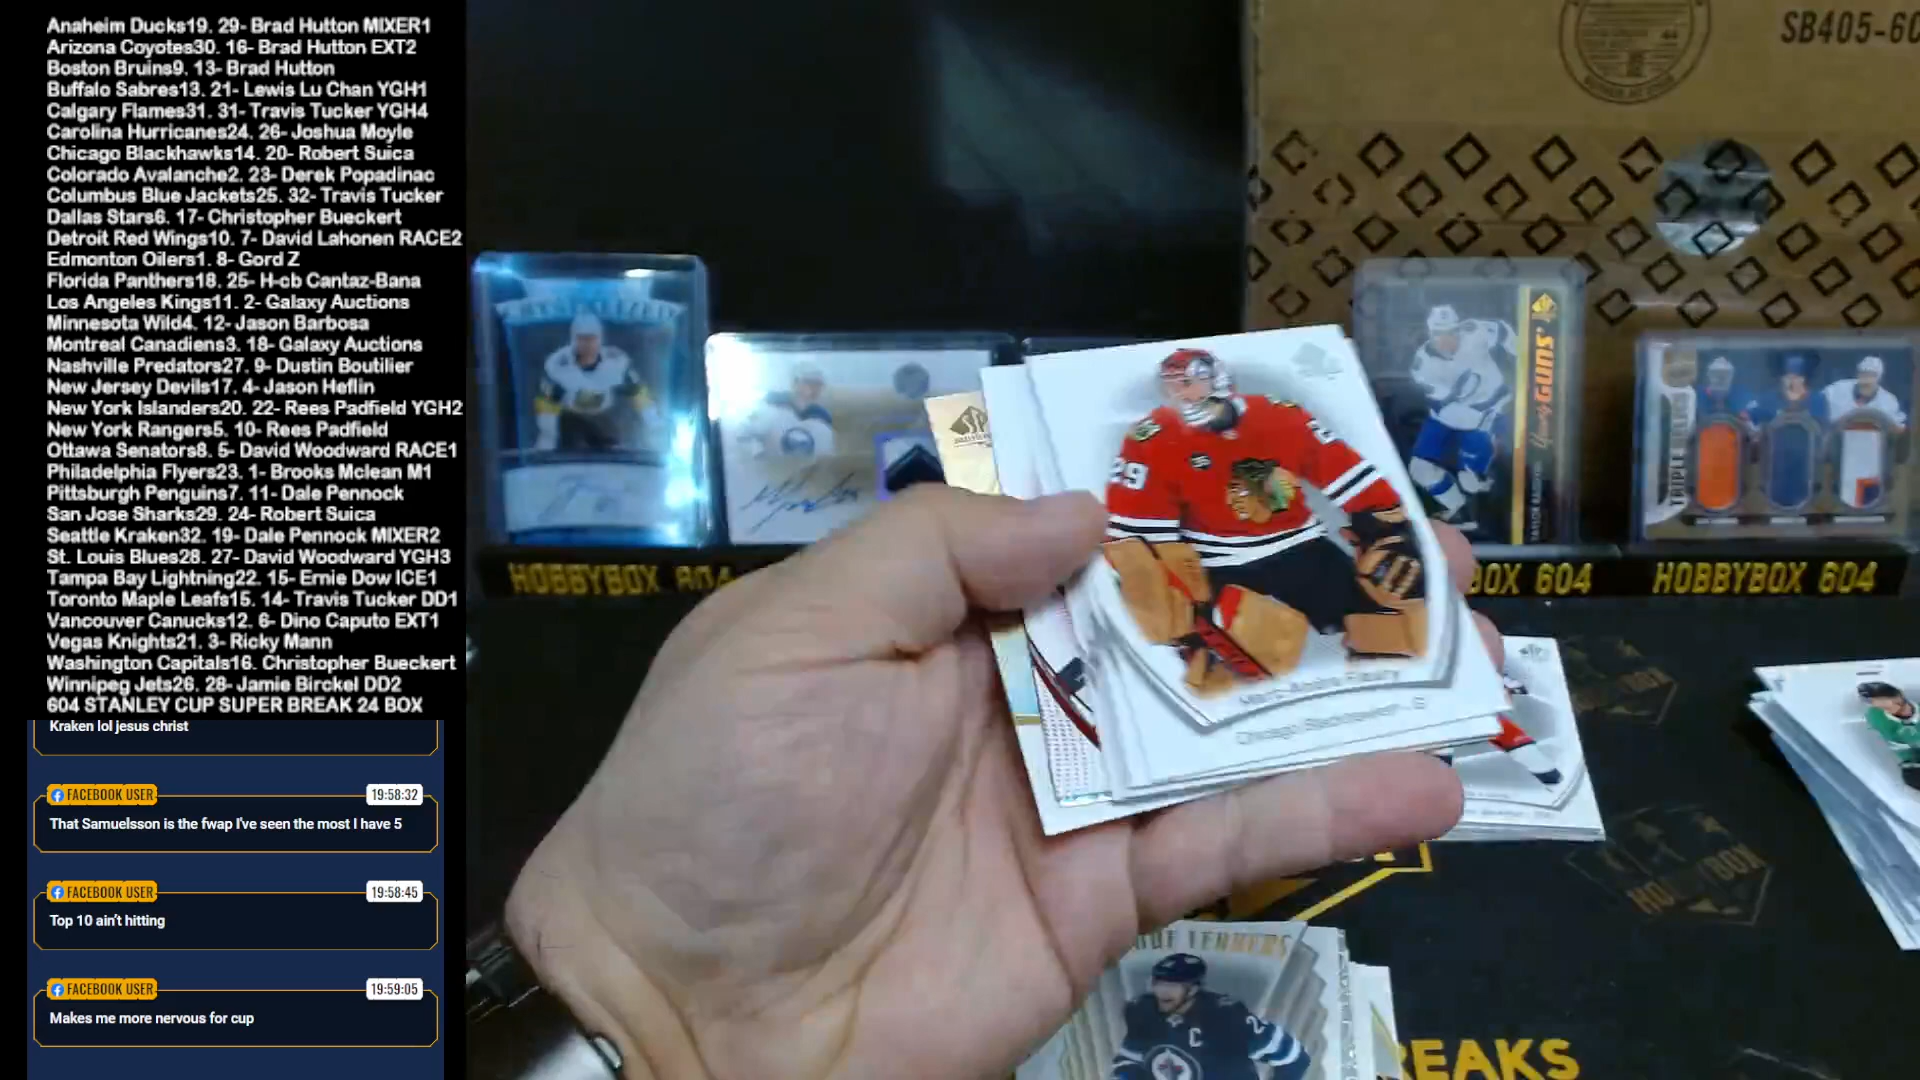 Anaheim Ducks19. 29- Brad Hutton MIXER1
Arizona Coyotes30. 16- Brad Hutton EXT2
Boston Bruins9. 13- Brad Hutton
Buffalo Sabres13. 21- Lewis Lu Chan YGH1
Calgary Flames31. 31- Travis Tucker YGH4
Carolina Hurricanes24. 26- Joshua Moyle
Chicago Blackhawks14. 20- Robert Suica
Colorado Avalanche2. 23- Derek Popadinac
Columbus Blue Jackets25. 32- Travis Tucker
Dallas Stars6. 17- Christopher Bueckert
Detroit Red Wings10. 7- David Lahonen RACE2
Edmonton Oilers1. 8- Gord Z
Florida Panthers18. 25- H-cb Cantaz-Bana
Los Angeles Kings11. 2- Galaxy Auctions
Minnesota Wild4. 12- Jason Barbosa
Montreal Canadiens3. 18- Galaxy Auctions
Nashville Predators27. 9- Dustin Boutilier
New Jersey Devils17. 4- Jason Heflin
New York Islanders20. 22- Rees Padfield YGH2
New York Rangers5. 10- Rees Padfield
Ottawa Senators8. 5- David Woodward RACE1
Philadelphia Flyers23. 1- Brooks Mclean M1
Pittsburgh Penguins7. 11- Dale Pennock
San Jose Sharks29. 24- Robert Suica
Seattle Kraken32. 19- Dale Pennock MIXER2
St. Louis Blues28. 27- David Woodward YGH3
Tampa Bay Lightning22. 15- Ernie Dow ICE1
Toronto Maple Leafs15. 14- Travis Tucker DD1
Vancouver Canucks12. 6- Dino Caputo EXT1
Vegas Knights21. 3- Ricky Mann
Washington Capitals16. Christopher Bueckert
Winnipeg Jets26. 28- Jamie Birckel DD2
604 STANLEY CUP SUPER BREAK 24 BOX
Kraken lol jesus christ
FACEBOOK USER 19:58:32
That Samuelsson is the fwap I've seen the most I have 5
FACEBOOK USER 19:58:45
Top 10 ain't hitting
FACEBOOK USER 19:59:05
Makes me more nervous for cup
SB405-60
Young GUNS
TRIPLE
HOBBYBOX 604
BOX 604
HOBBYBOX 604
SP
29
Marc-Andre Fleury
Chicago Blackhawks - G
C
BREAKS